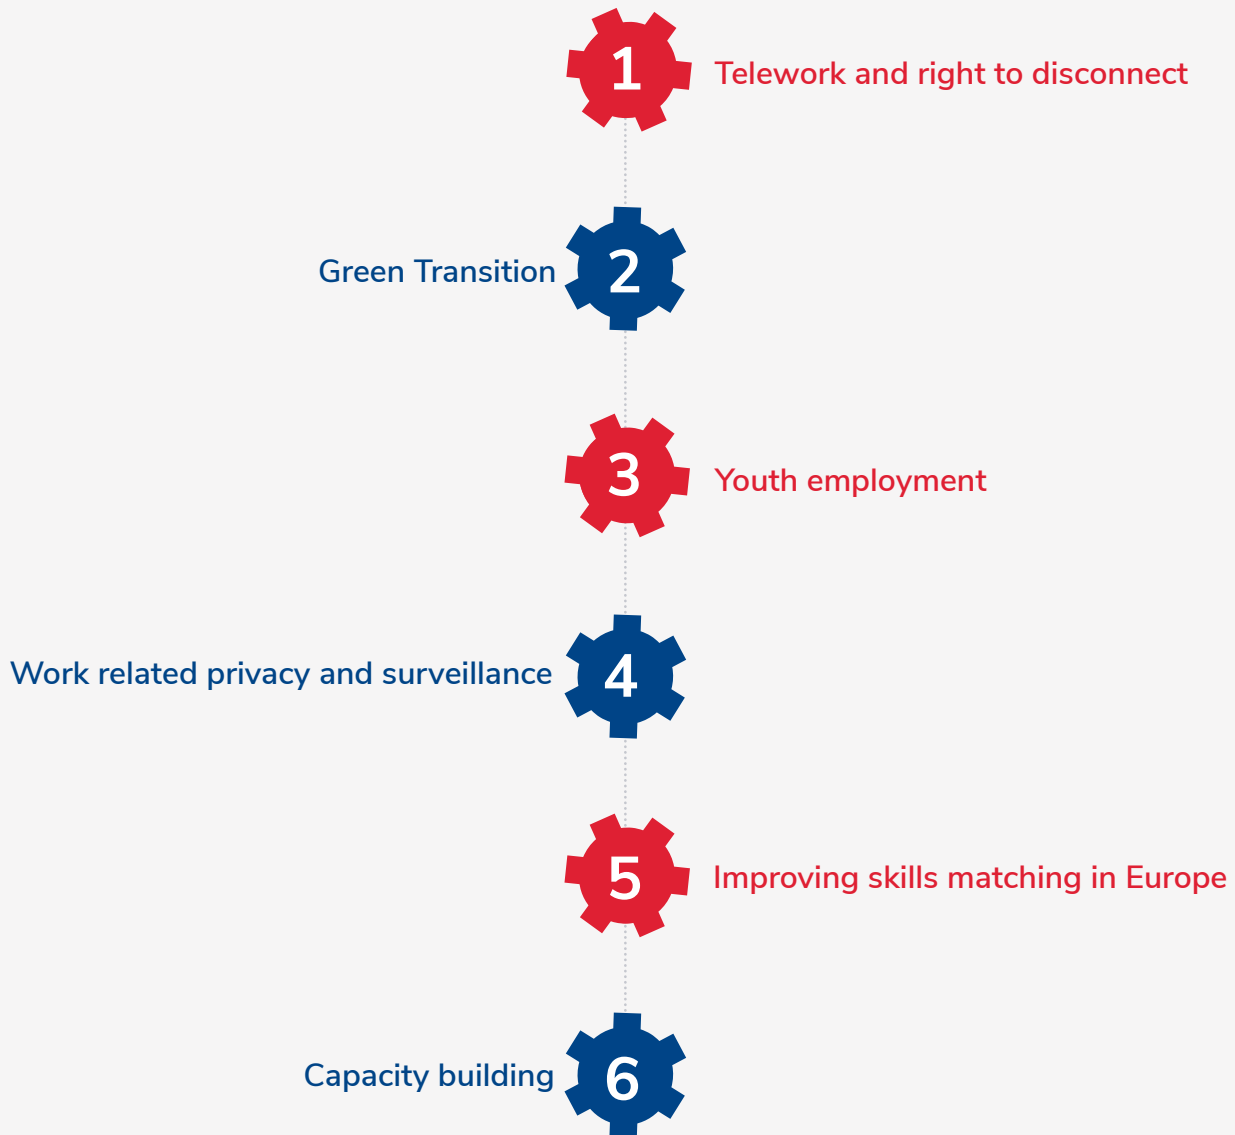 1 Telework and right to disconnect
Green Transition 2
3 Youth employment
Work related privacy and surveillance 4
5 Improving skills matching in Europe
Capacity building 6